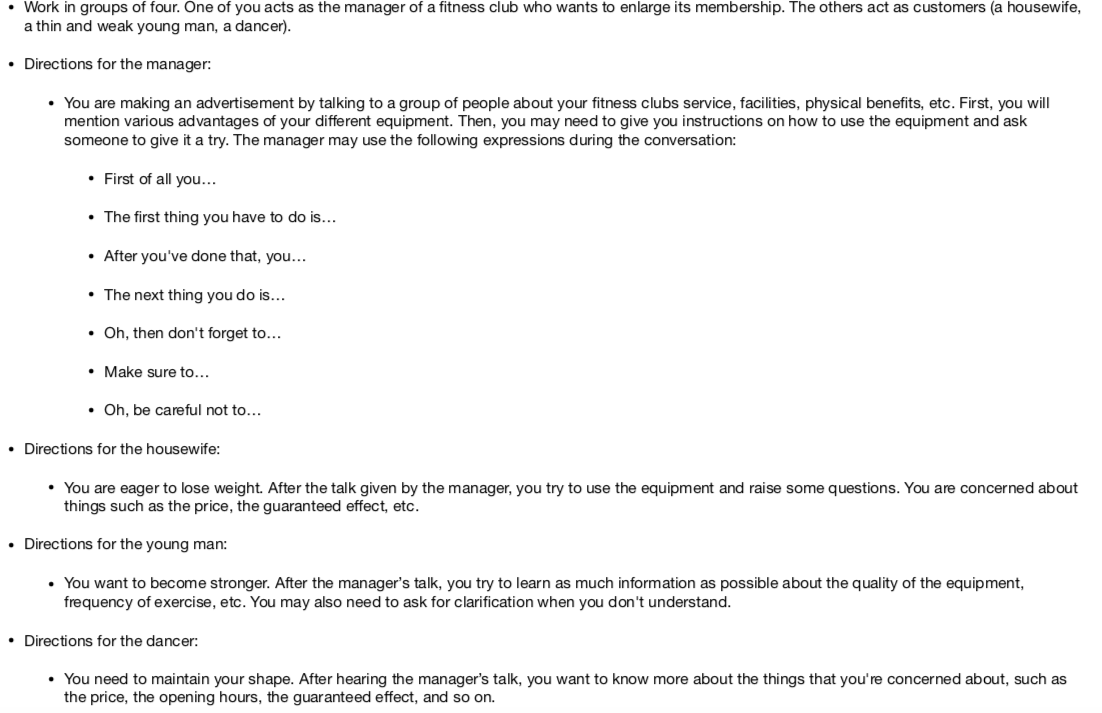 • Work in groups of four. One of you acts as the manager of a fitness club who wants to enlarge its membership. The others act as customers (a housewife,
a thin and weak young man, a dancer).
• Directions for the manager:
• You are making an advertisement by talking to a group of people about your fitness clubs service, facilities, physical benefits, etc. First, you will
mention various advantages of your different equipment. Then, you may need to give you instructions on how to use the equipment and ask
someone to give it a try. The manager may use the following expressions during the conversation:
• First of all you…
• The first thing you have to do is…
• After you've done that, you…
• The next thing you do is…
• Oh, then don't forget to…
• Make sure to…
• Oh, be careful not to…
• Directions for the housewife:
• You are eager to lose weight. After the talk given by the manager, you try to use the equipment and raise some questions. You are concerned about
things such as the price, the guaranteed effect, etc.
• Directions for the young man:
• You want to become stronger. After the manager’s talk, you try to learn as much information as possible about the quality of the equipment,
frequency of exercise, etc. You may also need to ask for clarification when you don't understand.
• Directions for the dancer:
• You need to maintain your shape. After hearing the manager’s talk, you want to know more about the things that you're concerned about, such as
the price, the opening hours, the guaranteed effect, and so on.